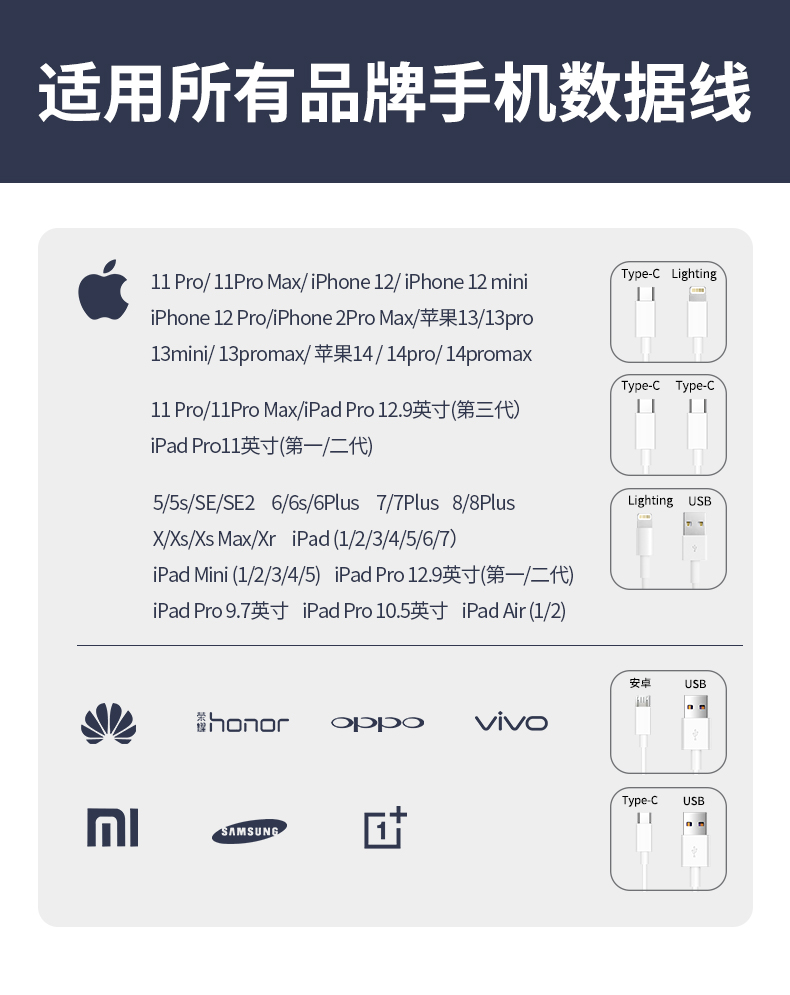 适用所有品牌手机数据线
11 Pro/ 11Pro Max/ iPhone 12/ iPhone 12 mini
iPhone 12 Pro/iPhone 2Pro Max/苹果13/13pro
13mini/ 13promax/ 苹果14 / 14pro/ 14promax
Type-C Lighting
11 Pro/11Pro Max/iPad Pro 12.9英寸(第三代）
iPad Pro11英寸(第一/二代)
Type-C Type-C
5/5s/SE/SE2 6/6s/6Plus 7/7Plus 8/8Plus
X/Xs/Xs Max/Xr iPad (1/2/3/4/5/6/7）
iPad Mini (1/2/3/4/5) iPad Pro 12.9英寸(第一/二代)
iPad Pro 9.7英寸 iPad Pro 10.5英寸 iPad Air (1/2)
Lighting USB
荣耀 honor oppo vivo
安卓 USB
MI SAMSUNG 1+
Type-C USB